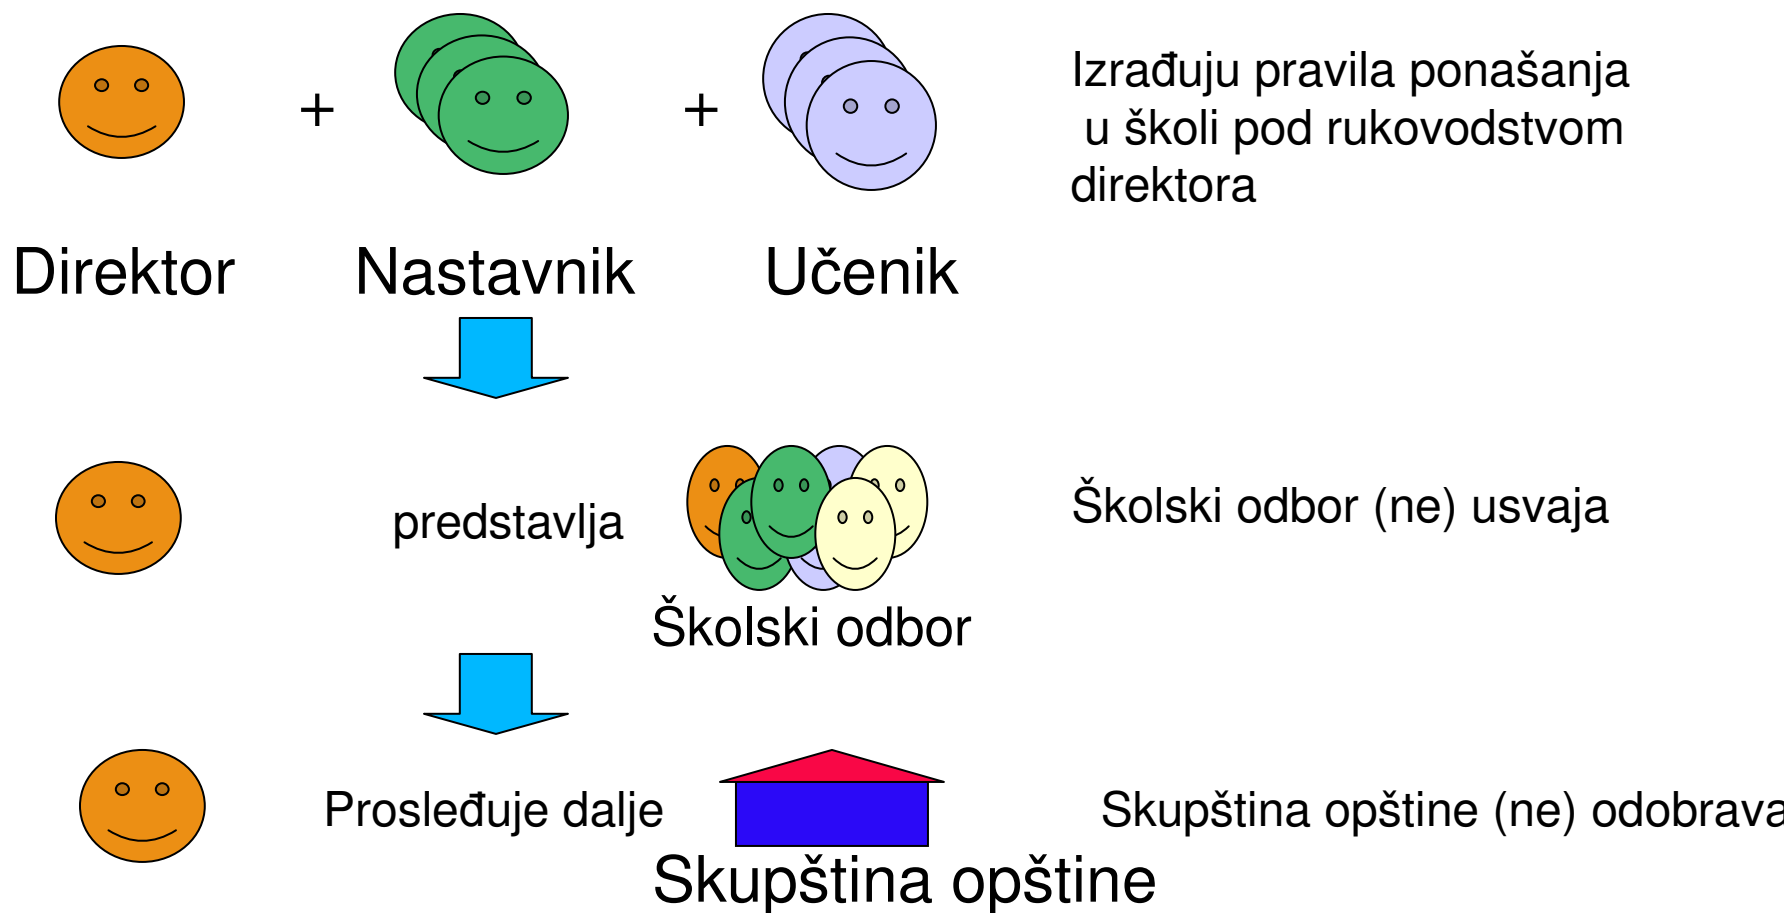 + +
Izrađuju pravila ponašanja
u školi pod rukovodstvom
direktora
Direktor Nastavnik Učenik
predstavlja
Školski odbor (ne) usvaja
Školski odbor
Prosleđuje dalje
Skupština opštine (ne) odobrava
Skupština opštine